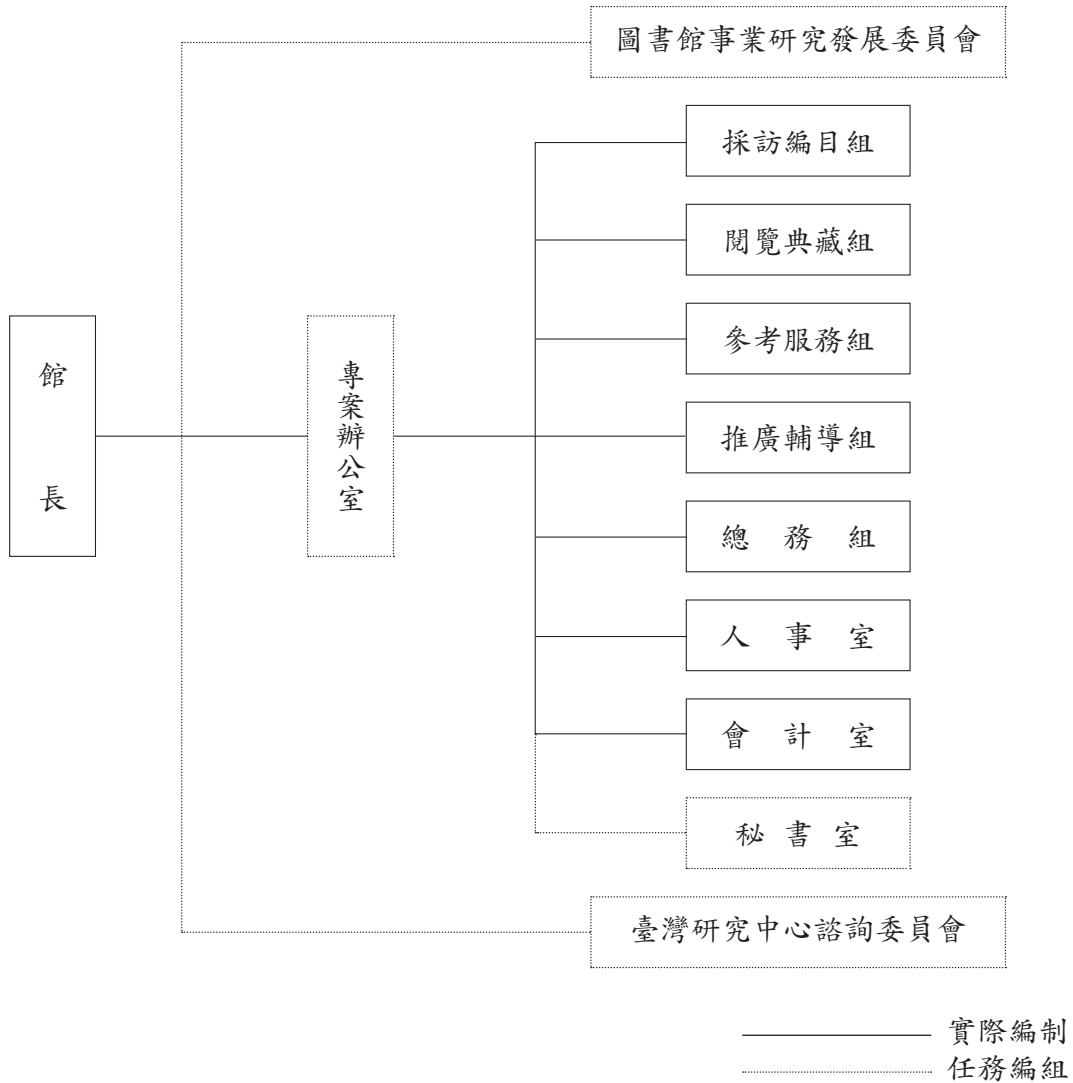 圖書館事業研究發展委員會
採訪編目組
閱覽典藏組
參考服務組
館長
專案辦公室
推廣輔導組
總務組
人事室
會計室
秘書室
臺灣研究中心諮詢委員會
實際編制
任務編組